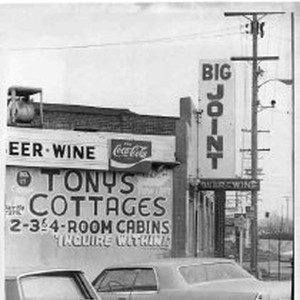 BIG
JOINT
BEER - WINE
Coca-Cola
BEER - WINE
TONYS
COTTAGES
2-3&4-ROOM CABINS
"INQUIRE WITHIN"